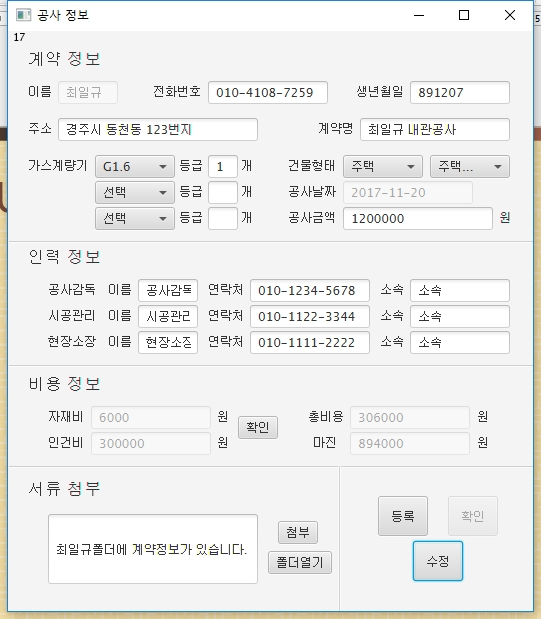 공사 정보
17
계약 정보
이름 최일규 전화번호 010-4108-7259 생년월일 891207
주소 경주시 동천동 123번지 계약명 최일규 내관공사
가스계량기 G1.6 등급 1 개 건물형태 주택 주택...
선택 등급 개 공사날짜 2017-11-20
선택 등급 개 공사금액 1200000 원
인력 정보
공사감독 이름 공사감독 연락처 010-1234-5678 소속 소속
시공관리 이름 시공관리 연락처 010-1122-3344 소속 소속
현장소장 이름 현장소장 연락처 010-1111-2222 소속 소속
비용 정보
자재비 6000 원 확인 총비용 306000 원
인건비 300000 원 마진 894000 원
서류 첨부
최일규폴더에 계약정보가 있습니다.
첨부
폴더열기
등록 확인
수정